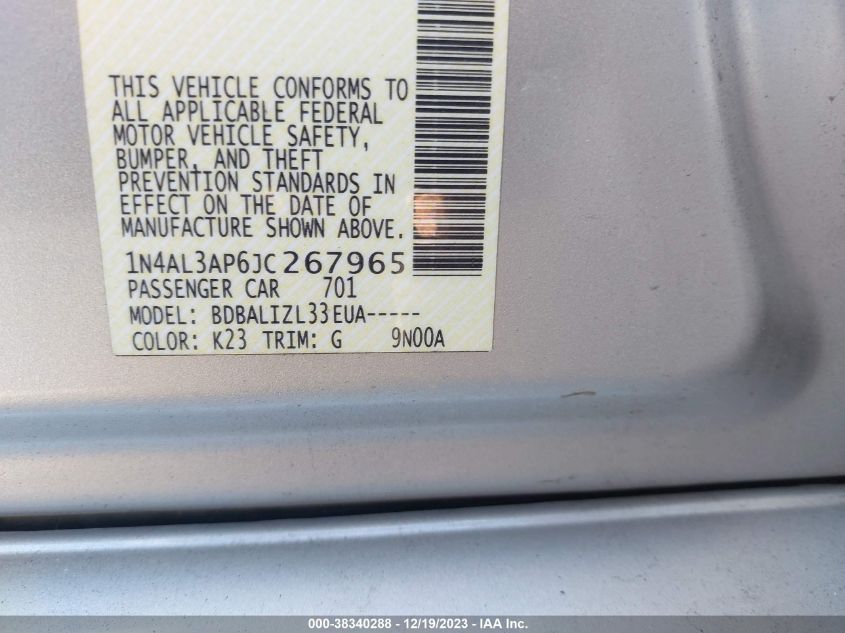 THIS VEHICLE CONFORMS TO
ALL APPLICABLE FEDERAL
MOTOR VEHICLE SAFETY,
BUMPER, AND THEFT
PREVENTION STANDARDS IN
EFFECT ON THE DATE OF
MANUFACTURE SHOWN ABOVE.
1N4AL3AP6JC267965
PASSENGER CAR 701
MODEL: BDBALIZL33EUA-----
COLOR: K23 TRIM: G 9N00A
000-38340288 - 12/19/2023 - IAA Inc.